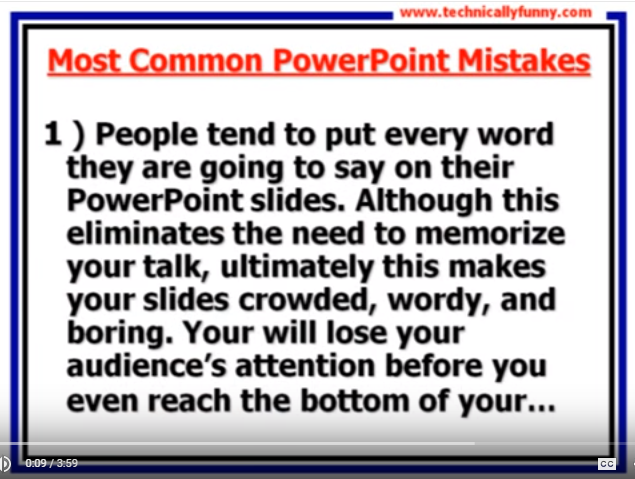 www.technicallyfunny.com
Most Common PowerPoint Mistakes
1 ) People tend to put every word
they are going to say on their
PowerPoint slides. Although this
eliminates the need to memorize
your talk, ultimately this makes
your slides crowded, wordy, and
boring. Your will lose your
audience’s attention before you
even reach the bottom of your...
0:09 / 3:59
CC